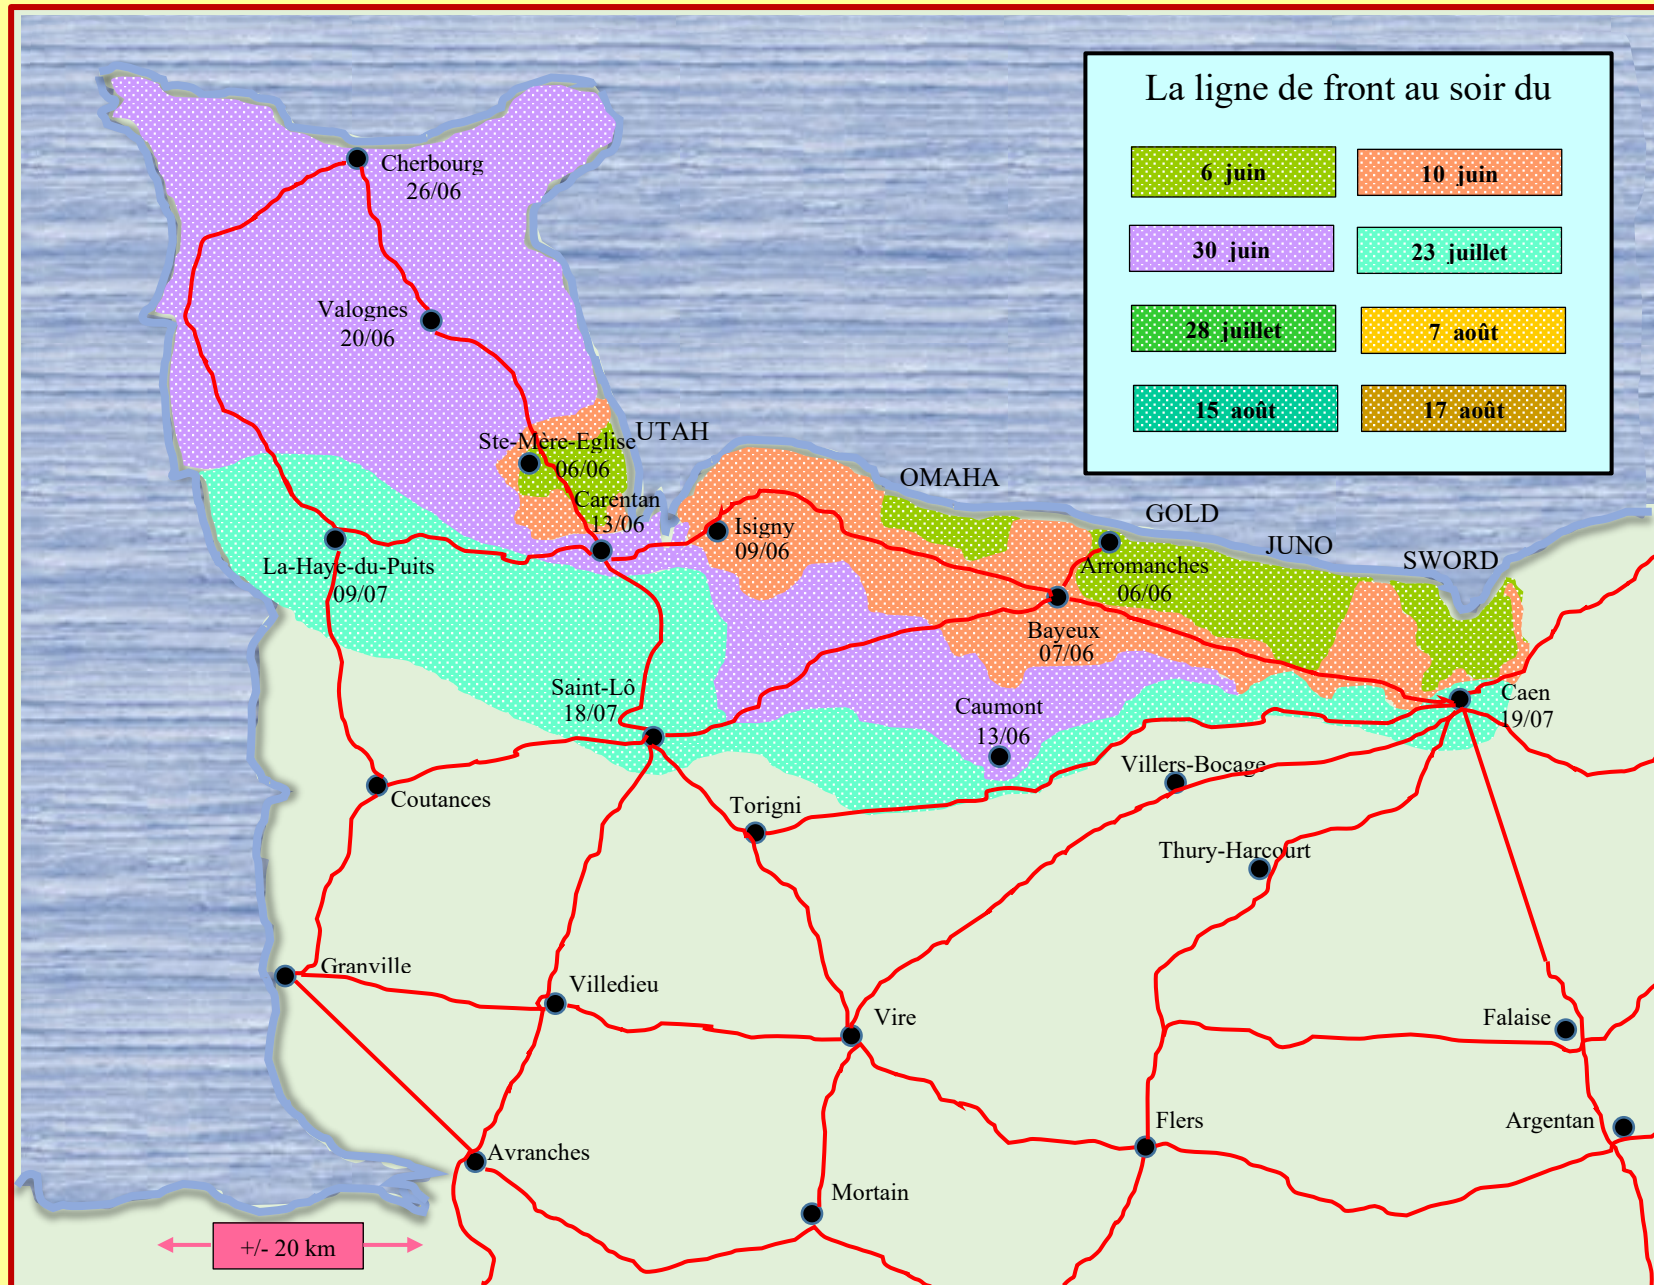 La ligne de front au soir du
6 juin
10 juin
30 juin
23 juillet
28 juillet
7 août
15 août
17 août
Cherbourg
26/06
Valognes
20/06
Ste-Mère-Eglise
06/06
UTAH
Carentan
13/06
Isigny
09/06
OMAHA
GOLD
JUNO
SWORD
Arromanches
06/06
La-Haye-du-Puits
09/07
Bayeux
07/06
Saint-Lô
18/07
Caumont
13/06
Caen
19/07
Villers-Bocage
Coutances
Torigni
Thury-Harcourt
Granville
Villedieu
Vire
Falaise
Flers
Argentan
Avranches
Mortain
+/- 20 km